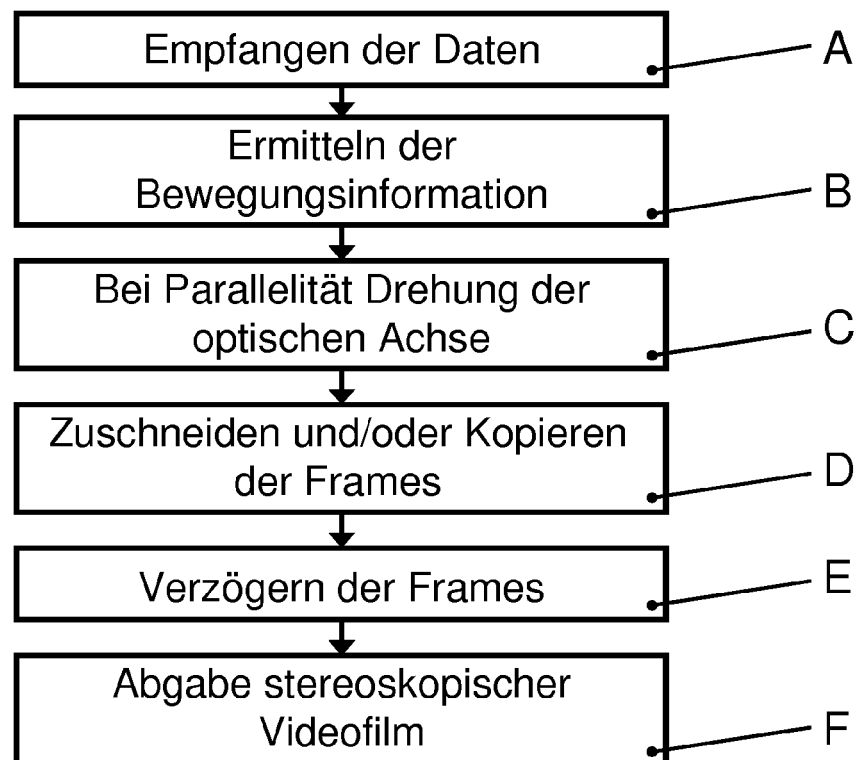 Empfangen der Daten
A
Ermitteln der
Bewegungsinformation
B
Bei Parallelität Drehung der
optischen Achse
C
Zuschneiden und/oder Kopieren
der Frames
D
Verzögern der Frames
E
Abgabe stereoskopischer
Videofilm
F